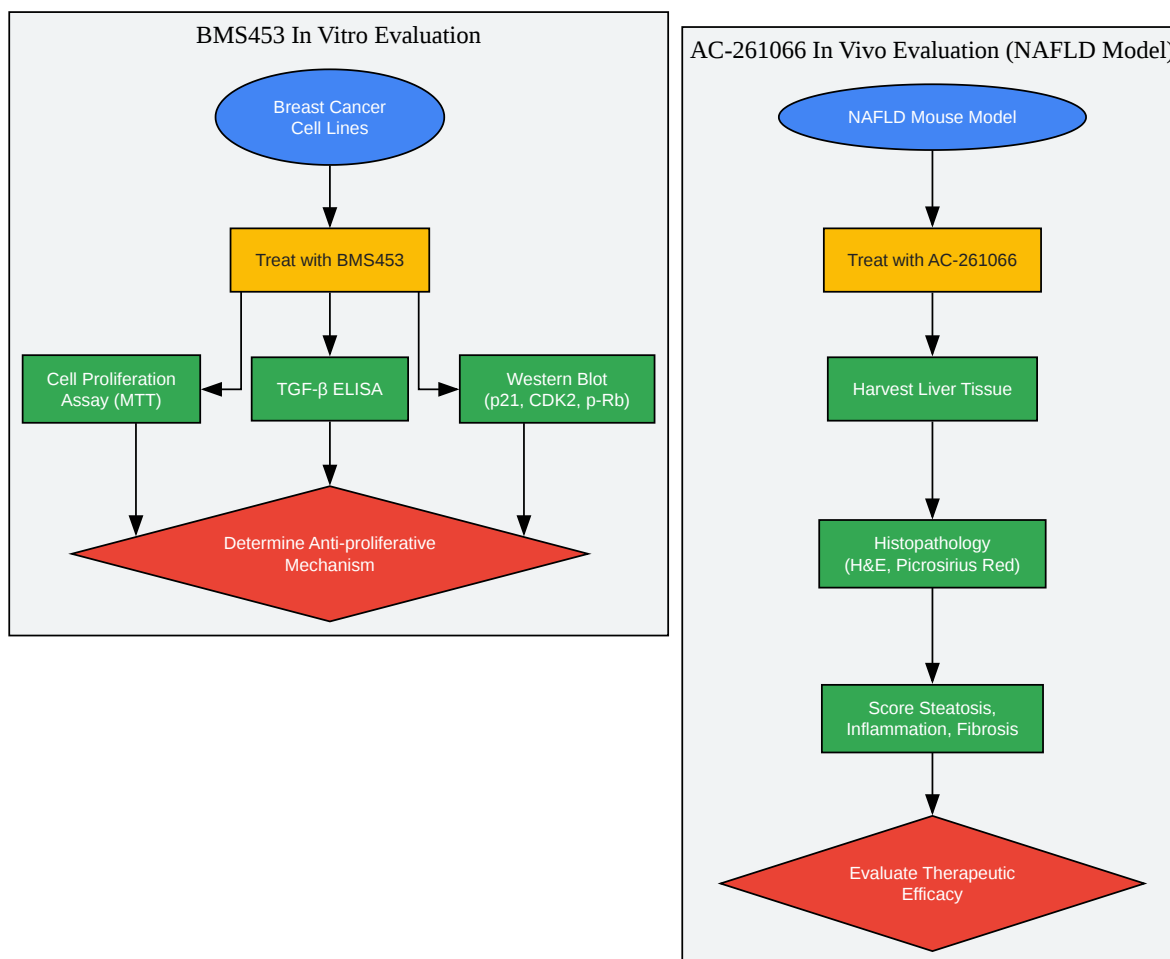 BMS453 In Vitro Evaluation
Breast Cancer
Cell Lines
Treat with BMS453
Cell Proliferation
Assay (MTT)
TGF-β ELISA
Western Blot
(p21, CDK2, p-Rb)
Determine Anti-proliferative
Mechanism
AC-261066 In Vivo Evaluation (NAFLD Model)
NAFLD Mouse Model
Treat with AC-261066
Harvest Liver Tissue
Histopathology
(H&E, Picrosirius Red)
Score Steatosis,
Inflammation, Fibrosis
Evaluate Therapeutic
Efficacy